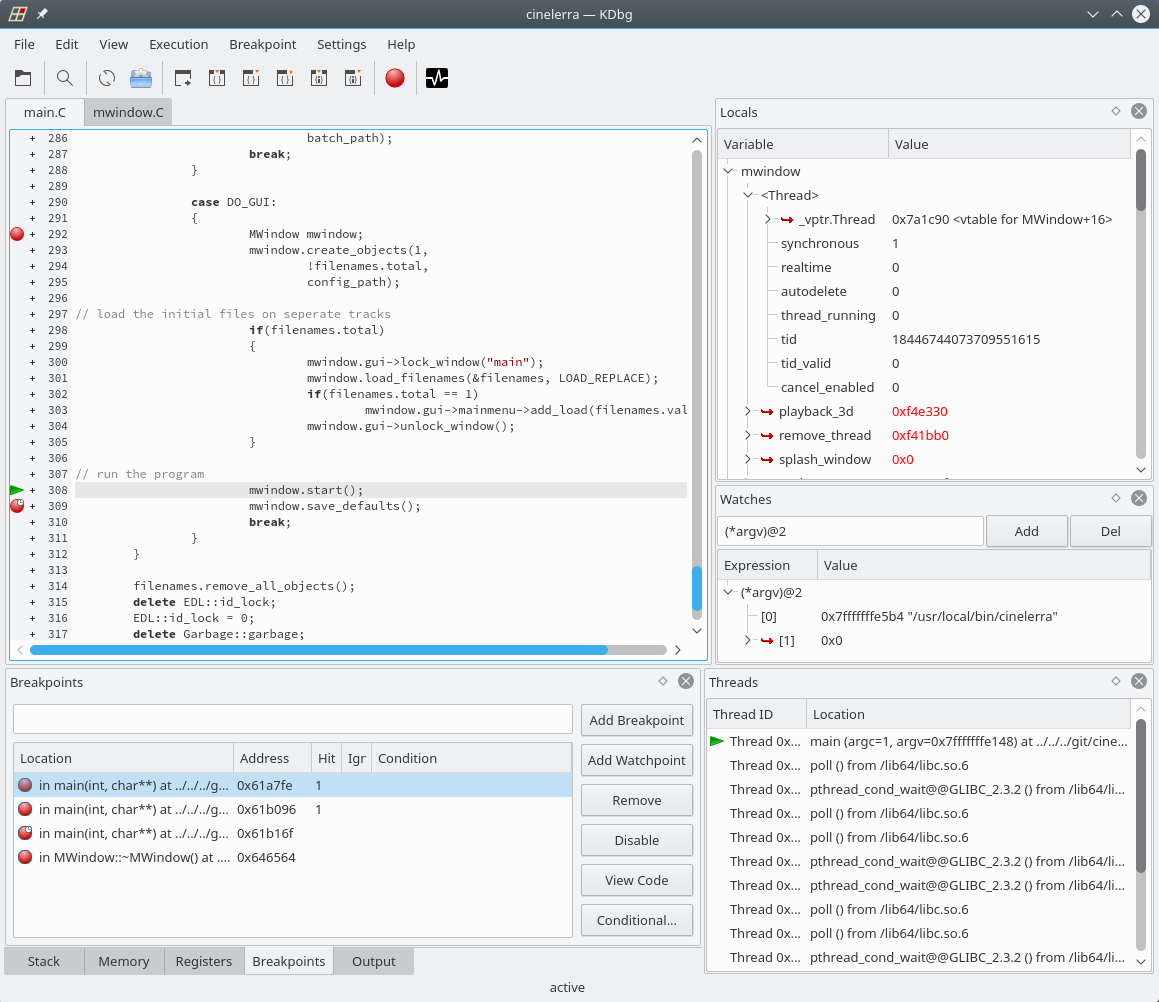 cinelerra — KDbg
File Edit View Execution Breakpoint Settings Help
main.C mwindow.C
286 batch_path);
287 break;
288 }
289
290 case DO_GUI:
291 {
292 MWindow mwindow;
293 mwindow.create_objects(1,
294 !filenames.total,
295 config_path);
296
297 // load the initial files on seperate tracks
298 if(filenames.total)
299 {
300 mwindow.gui->lock_window("main");
301 mwindow.load_filenames(&filenames, LOAD_REPLACE);
302 if(filenames.total == 1)
303 mwindow.gui->mainmenu->add_load(filenames.val
304 mwindow.gui->unlock_window();
305 }
306
307 // run the program
308 mwindow.start();
309 mwindow.save_defaults();
310 break;
311 }
312 }
313
314 filenames.remove_all_objects();
315 delete EDL::id_lock;
316 EDL::id_lock = 0;
317 delete Garbage::garbage;
Locals
Variable Value
mwindow
<Thread>
_vptr.Thread 0x7a1c90 <vtable for MWindow+16>
synchronous 1
realtime 0
autodelete 0
thread_running 0
tid 18446744073709551615
tid_valid 0
cancel_enabled 0
playback_3d 0xf4e330
remove_thread 0xf41bb0
splash_window 0x0
Watches
(*argv)@2 Add Del
Expression Value
(*argv)@2
[0] 0x7fffffffe5b4 "/usr/local/bin/cinelerra"
[1] 0x0
Breakpoints
Add Breakpoint
Add Watchpoint
Remove
Disable
View Code
Conditional...
Location Address Hit Igr Condition
in main(int, char**) at ../../../g... 0x61a7fe 1
in main(int, char**) at ../../../g... 0x61b096 1
in main(int, char**) at ../../../g... 0x61b16f
in MWindow::~MWindow() at .... 0x646564
Stack Memory Registers Breakpoints Output
Threads
Thread ID Location
Thread 0x... main (argc=1, argv=0x7fffffffe148) at ../../../git/cine...
Thread 0x... poll () from /lib64/libc.so.6
Thread 0x... pthread_cond_wait@@GLIBC_2.3.2 () from /lib64/li...
Thread 0x... poll () from /lib64/libc.so.6
Thread 0x... poll () from /lib64/libc.so.6
Thread 0x... pthread_cond_wait@@GLIBC_2.3.2 () from /lib64/li...
Thread 0x... pthread_cond_wait@@GLIBC_2.3.2 () from /lib64/li...
Thread 0x... poll () from /lib64/libc.so.6
Thread 0x... poll () from /lib64/libc.so.6
Thread 0x... pthread_cond_wait@@GLIBC_2.3.2 () from /lib64/li...
active